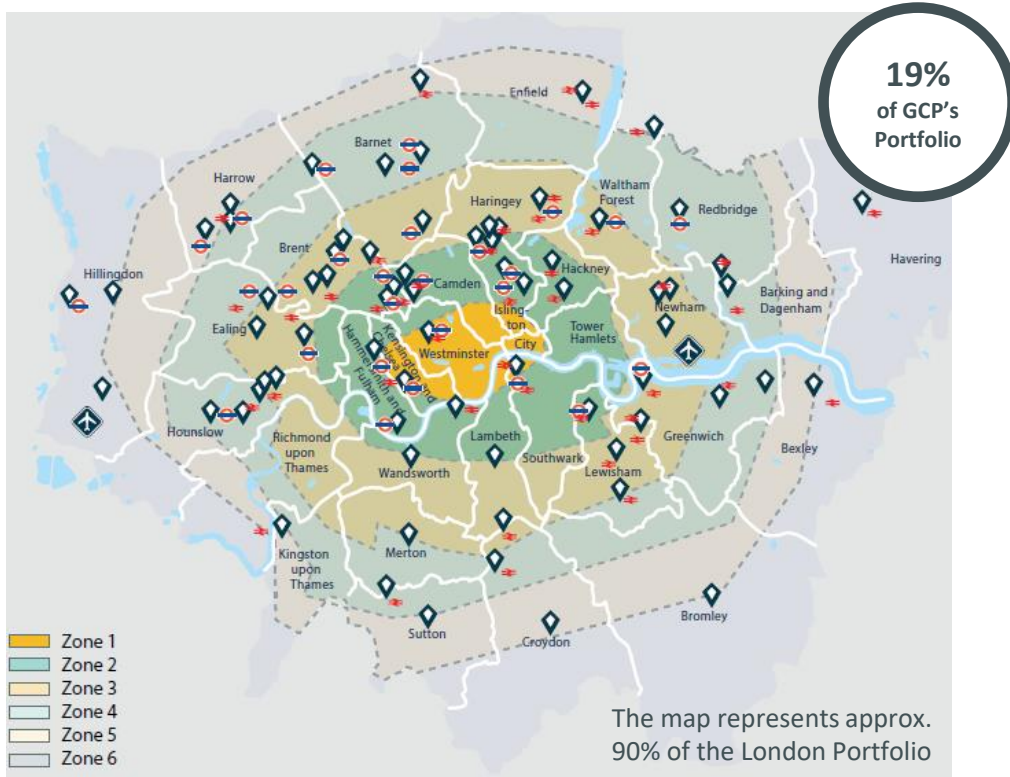 19%
of GCP's
Portfolio
Enfield
Barnet
Harrow
Haringey
Waltham
Forest
Redbridge
Brent
Havering
Hillingdon
Camden
Hackney
Barking and
Dagenham
Newham
Isling-
ton
Ealing
Tower
Hamlets
City
Westminster
Kensington and
Chelsea
Hammersmith and
Fulham
Hounslow
Richmond
upon
Thames
Lambeth
Southwark
Greenwich
Bexley
Wandsworth
Lewisham
Merton
Kingston
upon
Thames
Bromley
Sutton
Croydon
Zone 1
Zone 2
Zone 3
Zone 4
Zone 5
Zone 6
The map represents approx.
90% of the London Portfolio